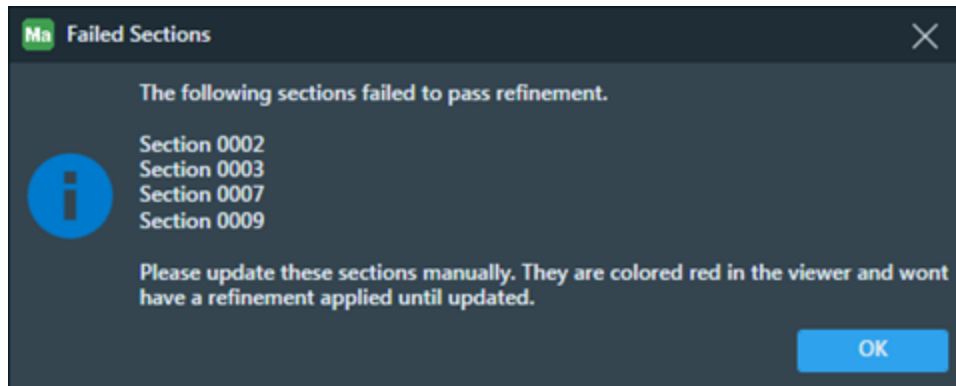 Ma Failed Sections
The following sections failed to pass refinement.
Section 0002
Section 0003
Section 0007
Section 0009
Please update these sections manually. They are colored red in the viewer and wont
have a refinement applied until updated.
OK